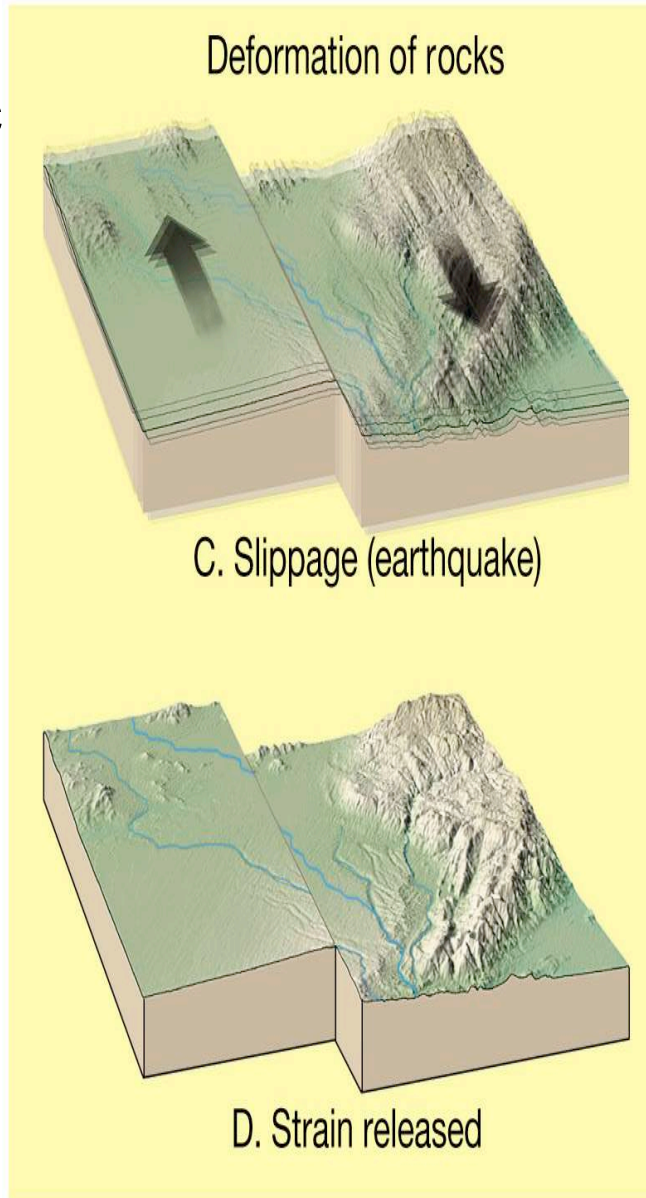 Deformation of rocks
C. Slippage (earthquake)
D. Strain released